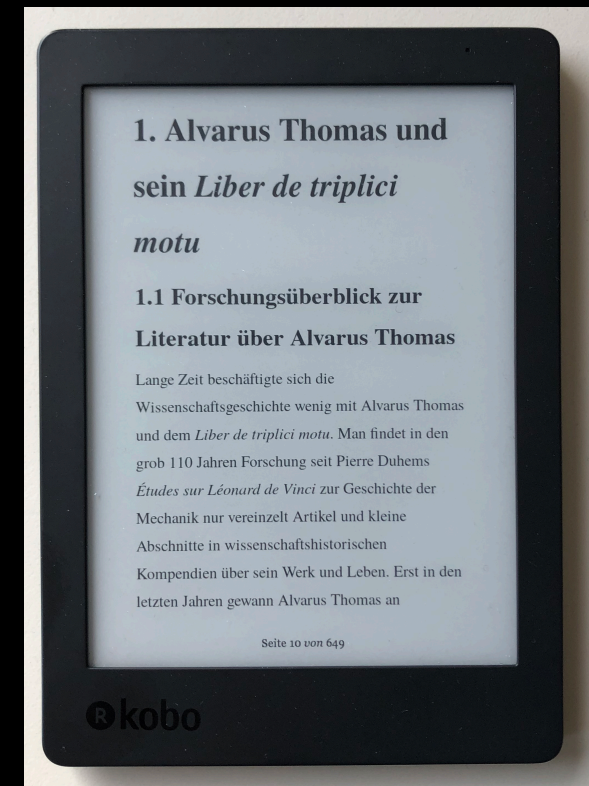 1. Alvarus Thomas und
sein Liber de triplici
motu
1.1 Forschungsüberblick zur
Literatur über Alvarus Thomas
Lange Zeit beschäftigte sich die
Wissenschaftsgeschichte wenig mit Alvarus Thomas
und dem Liber de triplici motu. Man findet in den
grob 110 Jahren Forschung seit Pierre Duhems
Études sur Léonard de Vinci zur Geschichte der
Mechanik nur vereinzelt Artikel und kleine
Abschnitte in wissenschaftshistorischen
Kompendien über sein Werk und Leben. Erst in den
letzten Jahren gewann Alvarus Thomas an
Seite 10 von 649
R kobo